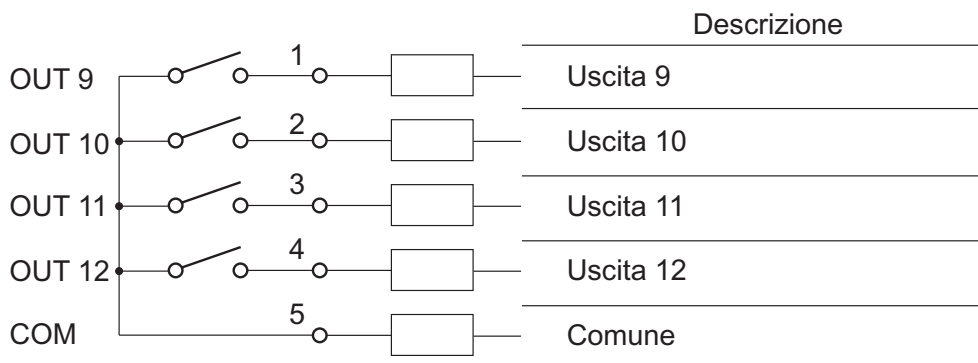 Descrizione
OUT 9 1 Uscita 9
OUT 10 2 Uscita 10
OUT 11 3 Uscita 11
OUT 12 4 Uscita 12
COM 5 Comune